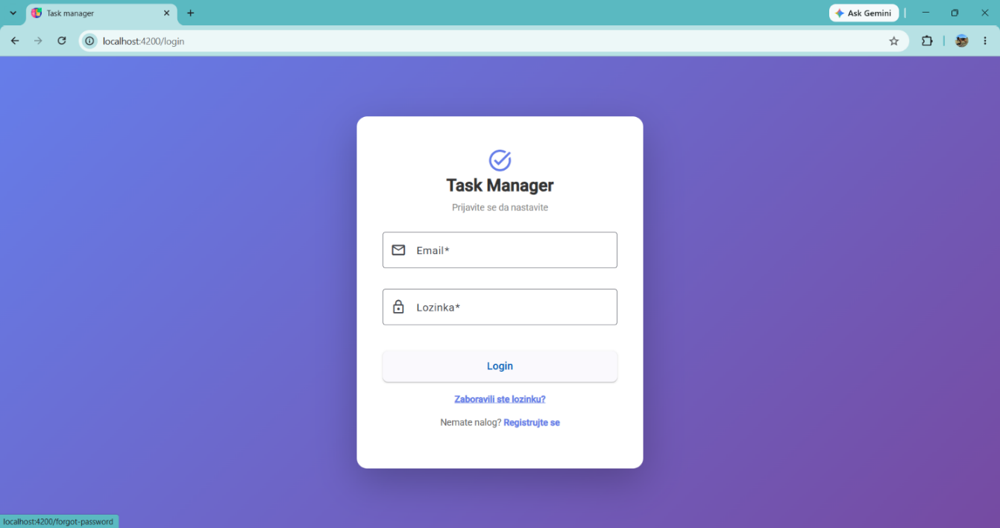 Task manager
Ask Gemini
localhost:4200/login
Task Manager
Prijavite se da nastavite
Email*
Lozinka*
Login
Zaboravili ste lozinku?
Nemate nalog? Registrujte se
localhost:4200/forgot-password